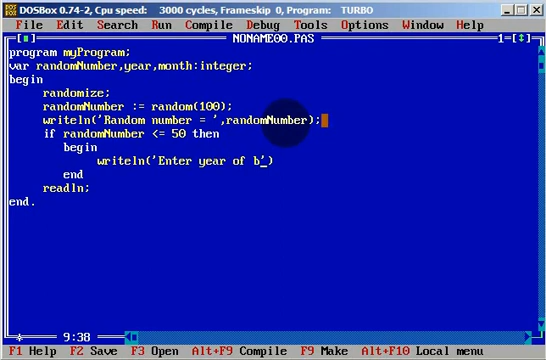 DOSBox 0.74-2, Cpu speed: 3000 cycles, Frameskip 0, Program: TURBO
File Edit Search Run Compile Debug Tools Options Window Help
NONAME00.PAS 1=[↕]
program myProgram;
var randomNumber,year,month:integer;
begin
randomize;
randomNumber := random(100);
writeln('Random number = ',randomNumber);
if randomNumber <= 50 then
begin
writeln('Enter year of b'_)
end
readln;
end.
9:38
F1 Help F2 Save F3 Open Alt+F9 Compile F9 Make Alt+F10 Local menu